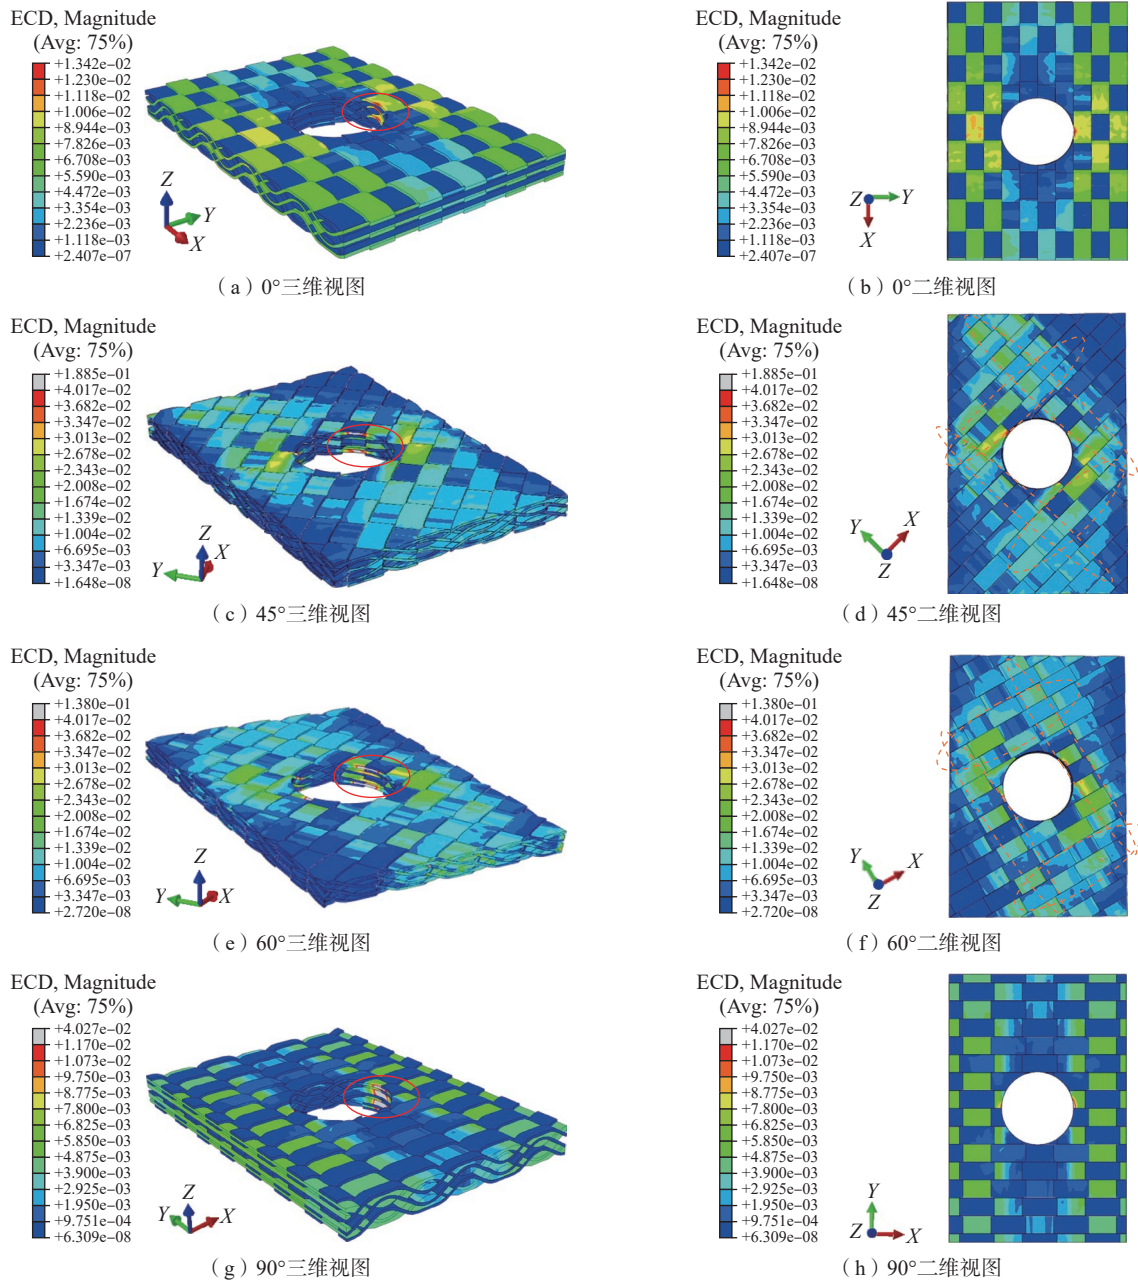 ECD, Magnitude
(Avg: 75%)
+1.342e−02
+1.230e−02
+1.118e−02
+1.006e−02
+8.944e−03
+7.826e−03
+6.708e−03
+5.590e−03
+4.472e−03
+3.354e−03
+2.236e−03
+1.118e−03
+2.407e−07
Z
Y
X
（a）0°三维视图
ECD, Magnitude
(Avg: 75%)
+1.342e−02
+1.230e−02
+1.118e−02
+1.006e−02
+8.944e−03
+7.826e−03
+6.708e−03
+5.590e−03
+4.472e−03
+3.354e−03
+2.236e−03
+1.118e−03
+2.407e−07
Z
Y
X
（b）0°二维视图
ECD, Magnitude
(Avg: 75%)
+1.885e−01
+4.017e−02
+3.682e−02
+3.347e−02
+3.013e−02
+2.678e−02
+2.343e−02
+2.008e−02
+1.674e−02
+1.339e−02
+1.004e−02
+6.695e−03
+3.347e−03
+1.648e−08
Z
X
Y
（c）45°三维视图
ECD, Magnitude
(Avg: 75%)
+1.885e−01
+4.017e−02
+3.682e−02
+3.347e−02
+3.013e−02
+2.678e−02
+2.343e−02
+2.008e−02
+1.674e−02
+1.339e−02
+1.004e−02
+6.695e−03
+3.347e−03
+1.648e−08
Y
X
Z
（d）45°二维视图
ECD, Magnitude
(Avg: 75%)
+1.380e−01
+4.017e−02
+3.682e−02
+3.347e−02
+3.013e−02
+2.678e−02
+2.343e−02
+2.008e−02
+1.674e−02
+1.339e−02
+1.004e−02
+6.695e−03
+3.347e−03
+2.720e−08
Z
Y
X
（e）60°三维视图
ECD, Magnitude
(Avg: 75%)
+1.380e−01
+4.017e−02
+3.682e−02
+3.347e−02
+3.013e−02
+2.678e−02
+2.343e−02
+2.008e−02
+1.674e−02
+1.339e−02
+1.004e−02
+6.695e−03
+3.347e−03
+2.720e−08
Y
X
Z
（f）60°二维视图
ECD, Magnitude
(Avg: 75%)
+4.027e−02
+1.170e−02
+1.073e−02
+9.750e−03
+8.775e−03
+7.800e−03
+6.825e−03
+5.850e−03
+4.875e−03
+3.900e−03
+2.925e−03
+1.950e−03
+9.751e−04
+6.309e−08
Z
Y
X
（g）90°三维视图
ECD, Magnitude
(Avg: 75%)
+4.027e−02
+1.170e−02
+1.073e−02
+9.750e−03
+8.775e−03
+7.800e−03
+6.825e−03
+5.850e−03
+4.875e−03
+3.900e−03
+2.925e−03
+1.950e−03
+9.751e−04
+6.309e−08
Y
Z
X
（h）90°二维视图